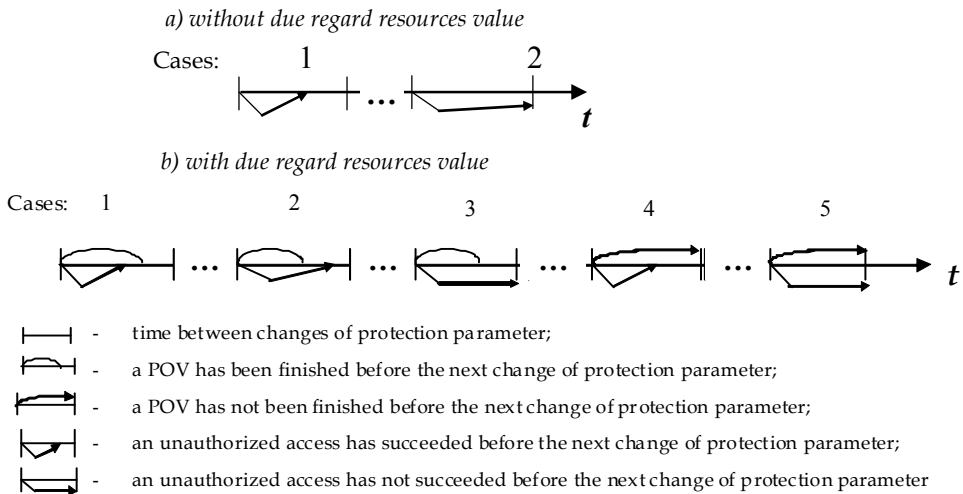 a) without due regard resources value
Cases: 1 2
...
t
b) with due regard resources value
Cases: 1 2 3 4 5
... ... ... ...
t
- time between changes of protection parameter;
- a POV has been finished before the next change of protection parameter;
- a POV has not been finished before the next change of protection parameter;
- an unauthorized access has succeeded before the next change of protection parameter;
- an unauthorized access has not succeeded before the next change of protection parameter